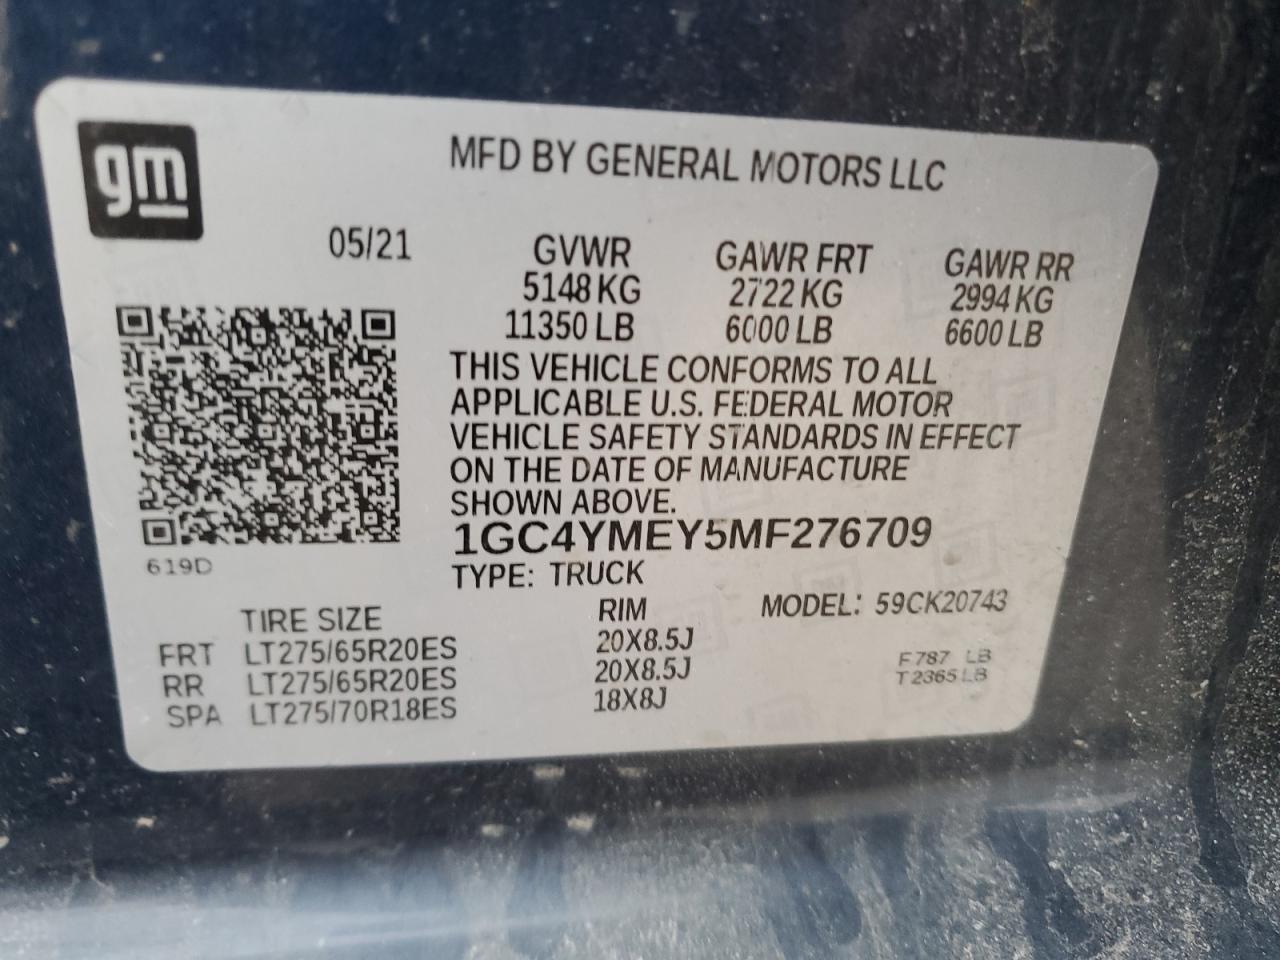 gm
MFD BY GENERAL MOTORS LLC
05/21
GVWR GAWR FRT GAWR RR
5148 KG 2722 KG 2994 KG
11350 LB 6000 LB 6600 LB
THIS VEHICLE CONFORMS TO ALL
APPLICABLE U.S. FEDERAL MOTOR
VEHICLE SAFETY STANDARDS IN EFFECT
ON THE DATE OF MANUFACTURE
SHOWN ABOVE.
1GC4YMEY5MF276709
619D
TYPE: TRUCK
TIRE SIZE RIM MODEL: 59CK20743
FRT LT275/65R20ES 20X8.5J
RR LT275/65R20ES 20X8.5J
SPA LT275/70R18ES 18X8J
F 787 LB
T 2365 LB